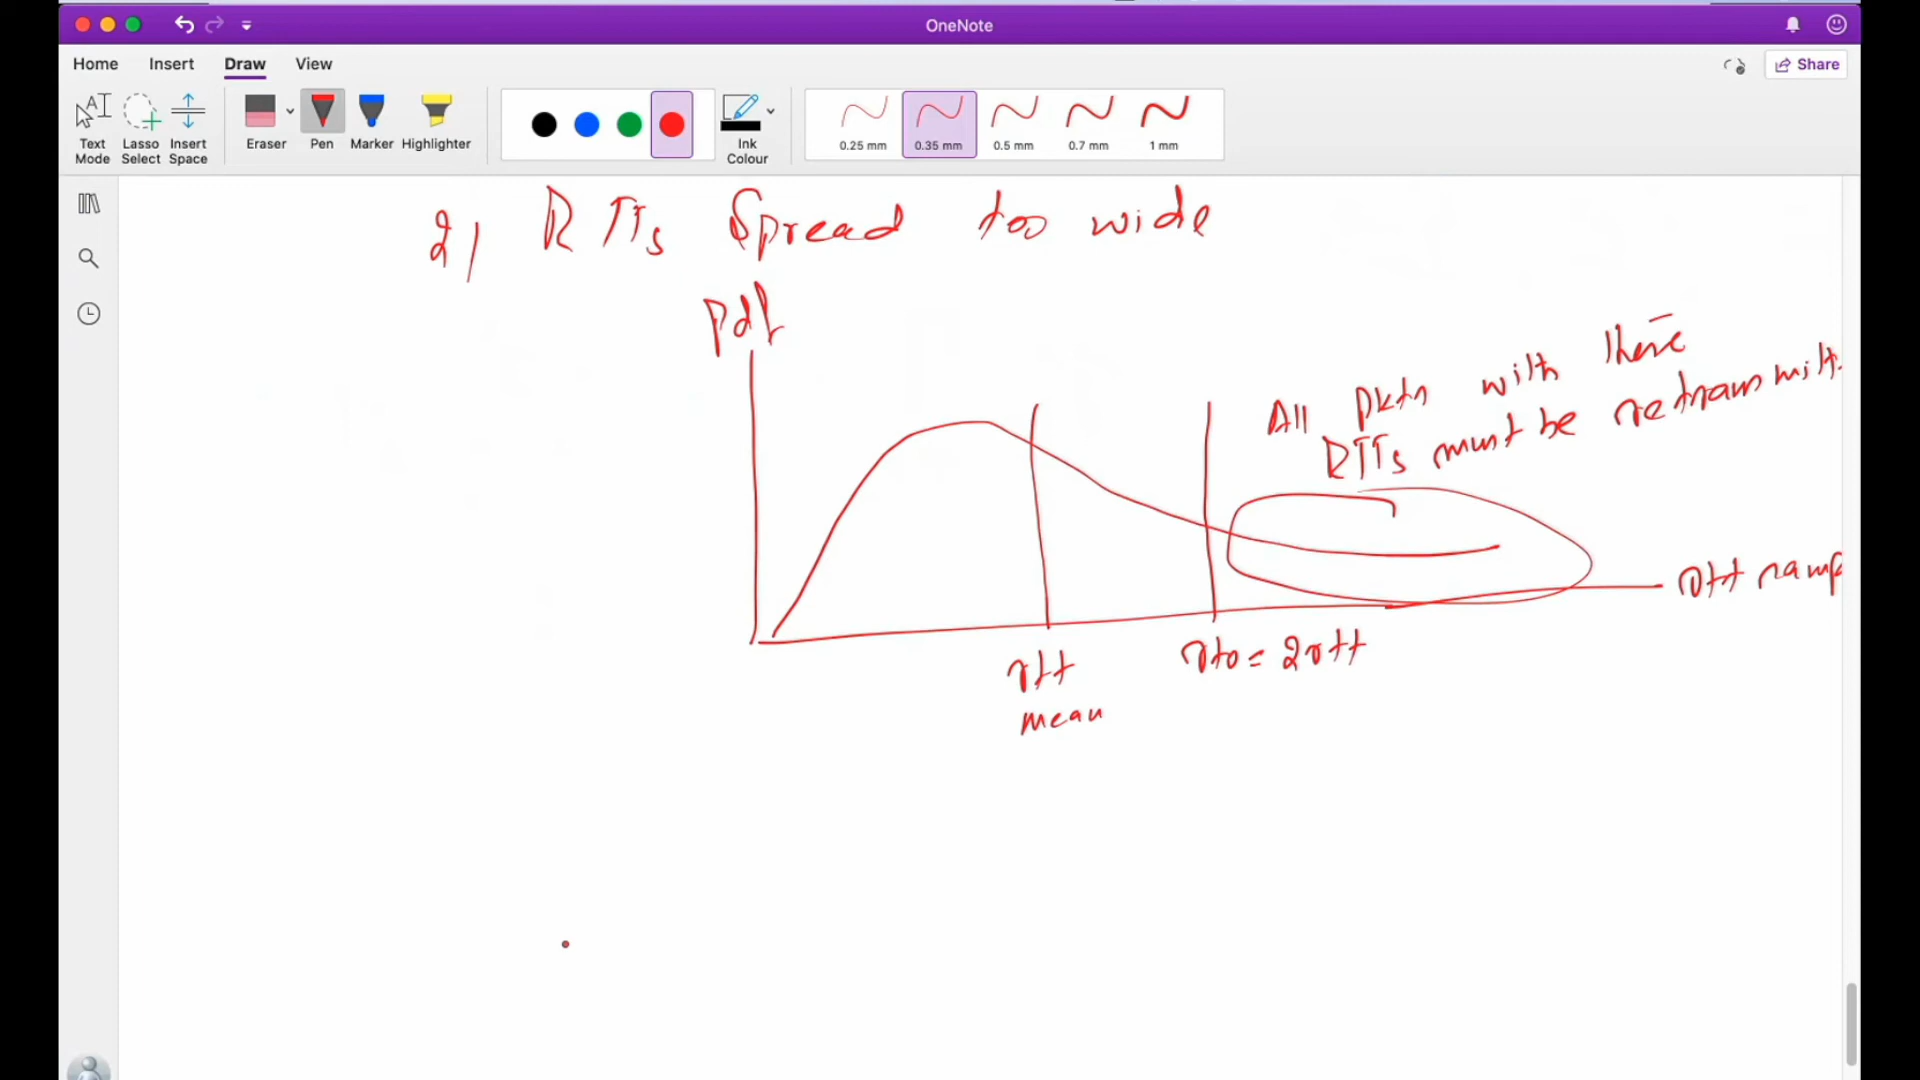 OneNote
Home Insert Draw View
Share
Text Mode
Lasso Select
Insert Space
Eraser
Pen
Marker
Highlighter
Ink Colour
0.25 mm
0.35 mm
0.5 mm
0.7 mm
1 mm
2) RTTs Spread too wide
pdf
All pkts with these
RTTs must be retransmitt
rtt samp
rtt
mean
rto = 2rtt